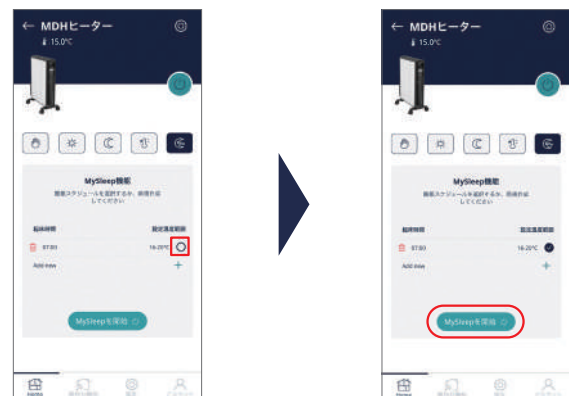 ← MDHヒーター
15.0°C
MySleep機能
睡眠スケジュールを選択するか、新規作成
してください
起床時間 設定温度範囲
07:00 16-20°C
Add new +
MySleepを開始
Home
← MDHヒーター
15.0°C
MySleep機能
睡眠スケジュールを選択するか、新規作成
してください
起床時間 設定温度範囲
07:00 16-20°C
Add new +
MySleepを開始
Home